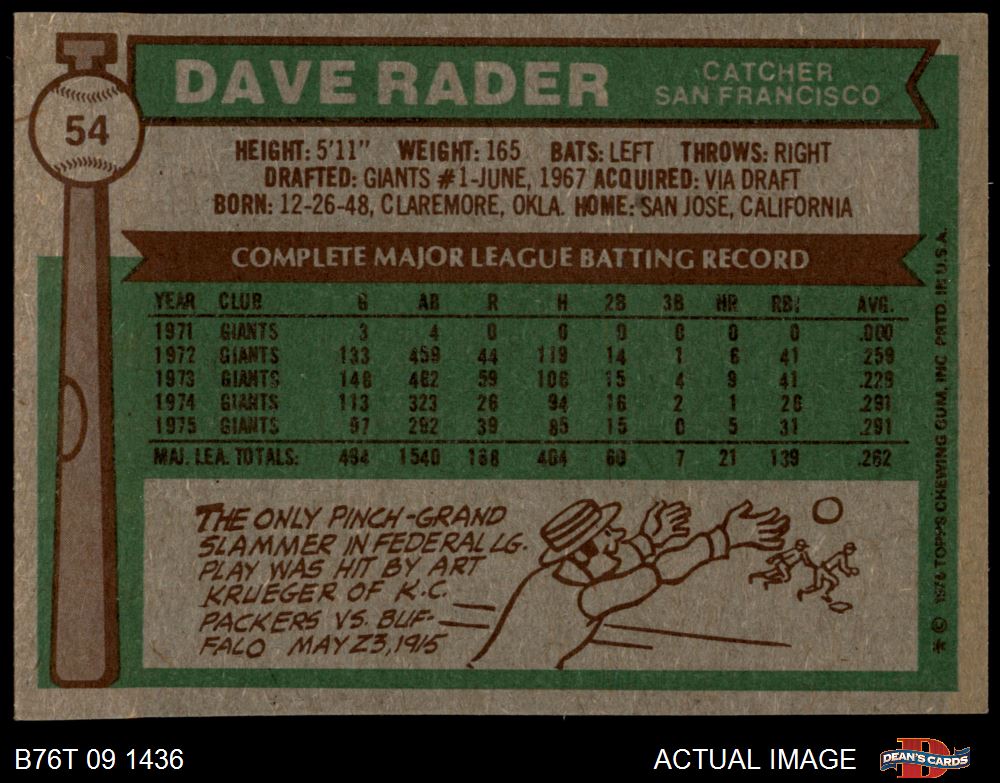 54
DAVE RADER
CATCHER
SAN FRANCISCO
HEIGHT: 5'11" WEIGHT: 165 BATS: LEFT THROWS: RIGHT
DRAFTED: GIANTS #1-JUNE, 1967 ACQUIRED: VIA DRAFT
BORN: 12-26-48, CLAREMORE, OKLA. HOME: SAN JOSE, CALIFORNIA
COMPLETE MAJOR LEAGUE BATTING RECORD
YEAR CLUB G AB R H 2B 3B HR RBI AVG.
1971 GIANTS 3 4 0 0 0 0 0 0 .000
1972 GIANTS 133 459 44 119 14 1 6 41 .259
1973 GIANTS 148 462 59 106 15 4 9 41 .229
1974 GIANTS 113 323 26 94 16 2 1 26 .291
1975 GIANTS 97 292 39 85 15 0 5 31 .291
MAJ. LEA. TOTALS: 494 1540 168 404 60 7 21 139 .262
THE ONLY PINCH-GRAND
SLAMMER IN FEDERAL LG.
PLAY WAS HIT BY ART
KRUEGER OF K.C.
PACKERS VS. BUF-
FALO MAY 23, 1915
* © 1976 TOPPS CHEWING GUM, INC. PRTD. IN U.S.A.
B76T 09 1436
ACTUAL IMAGE
D
DEAN'S CARDS